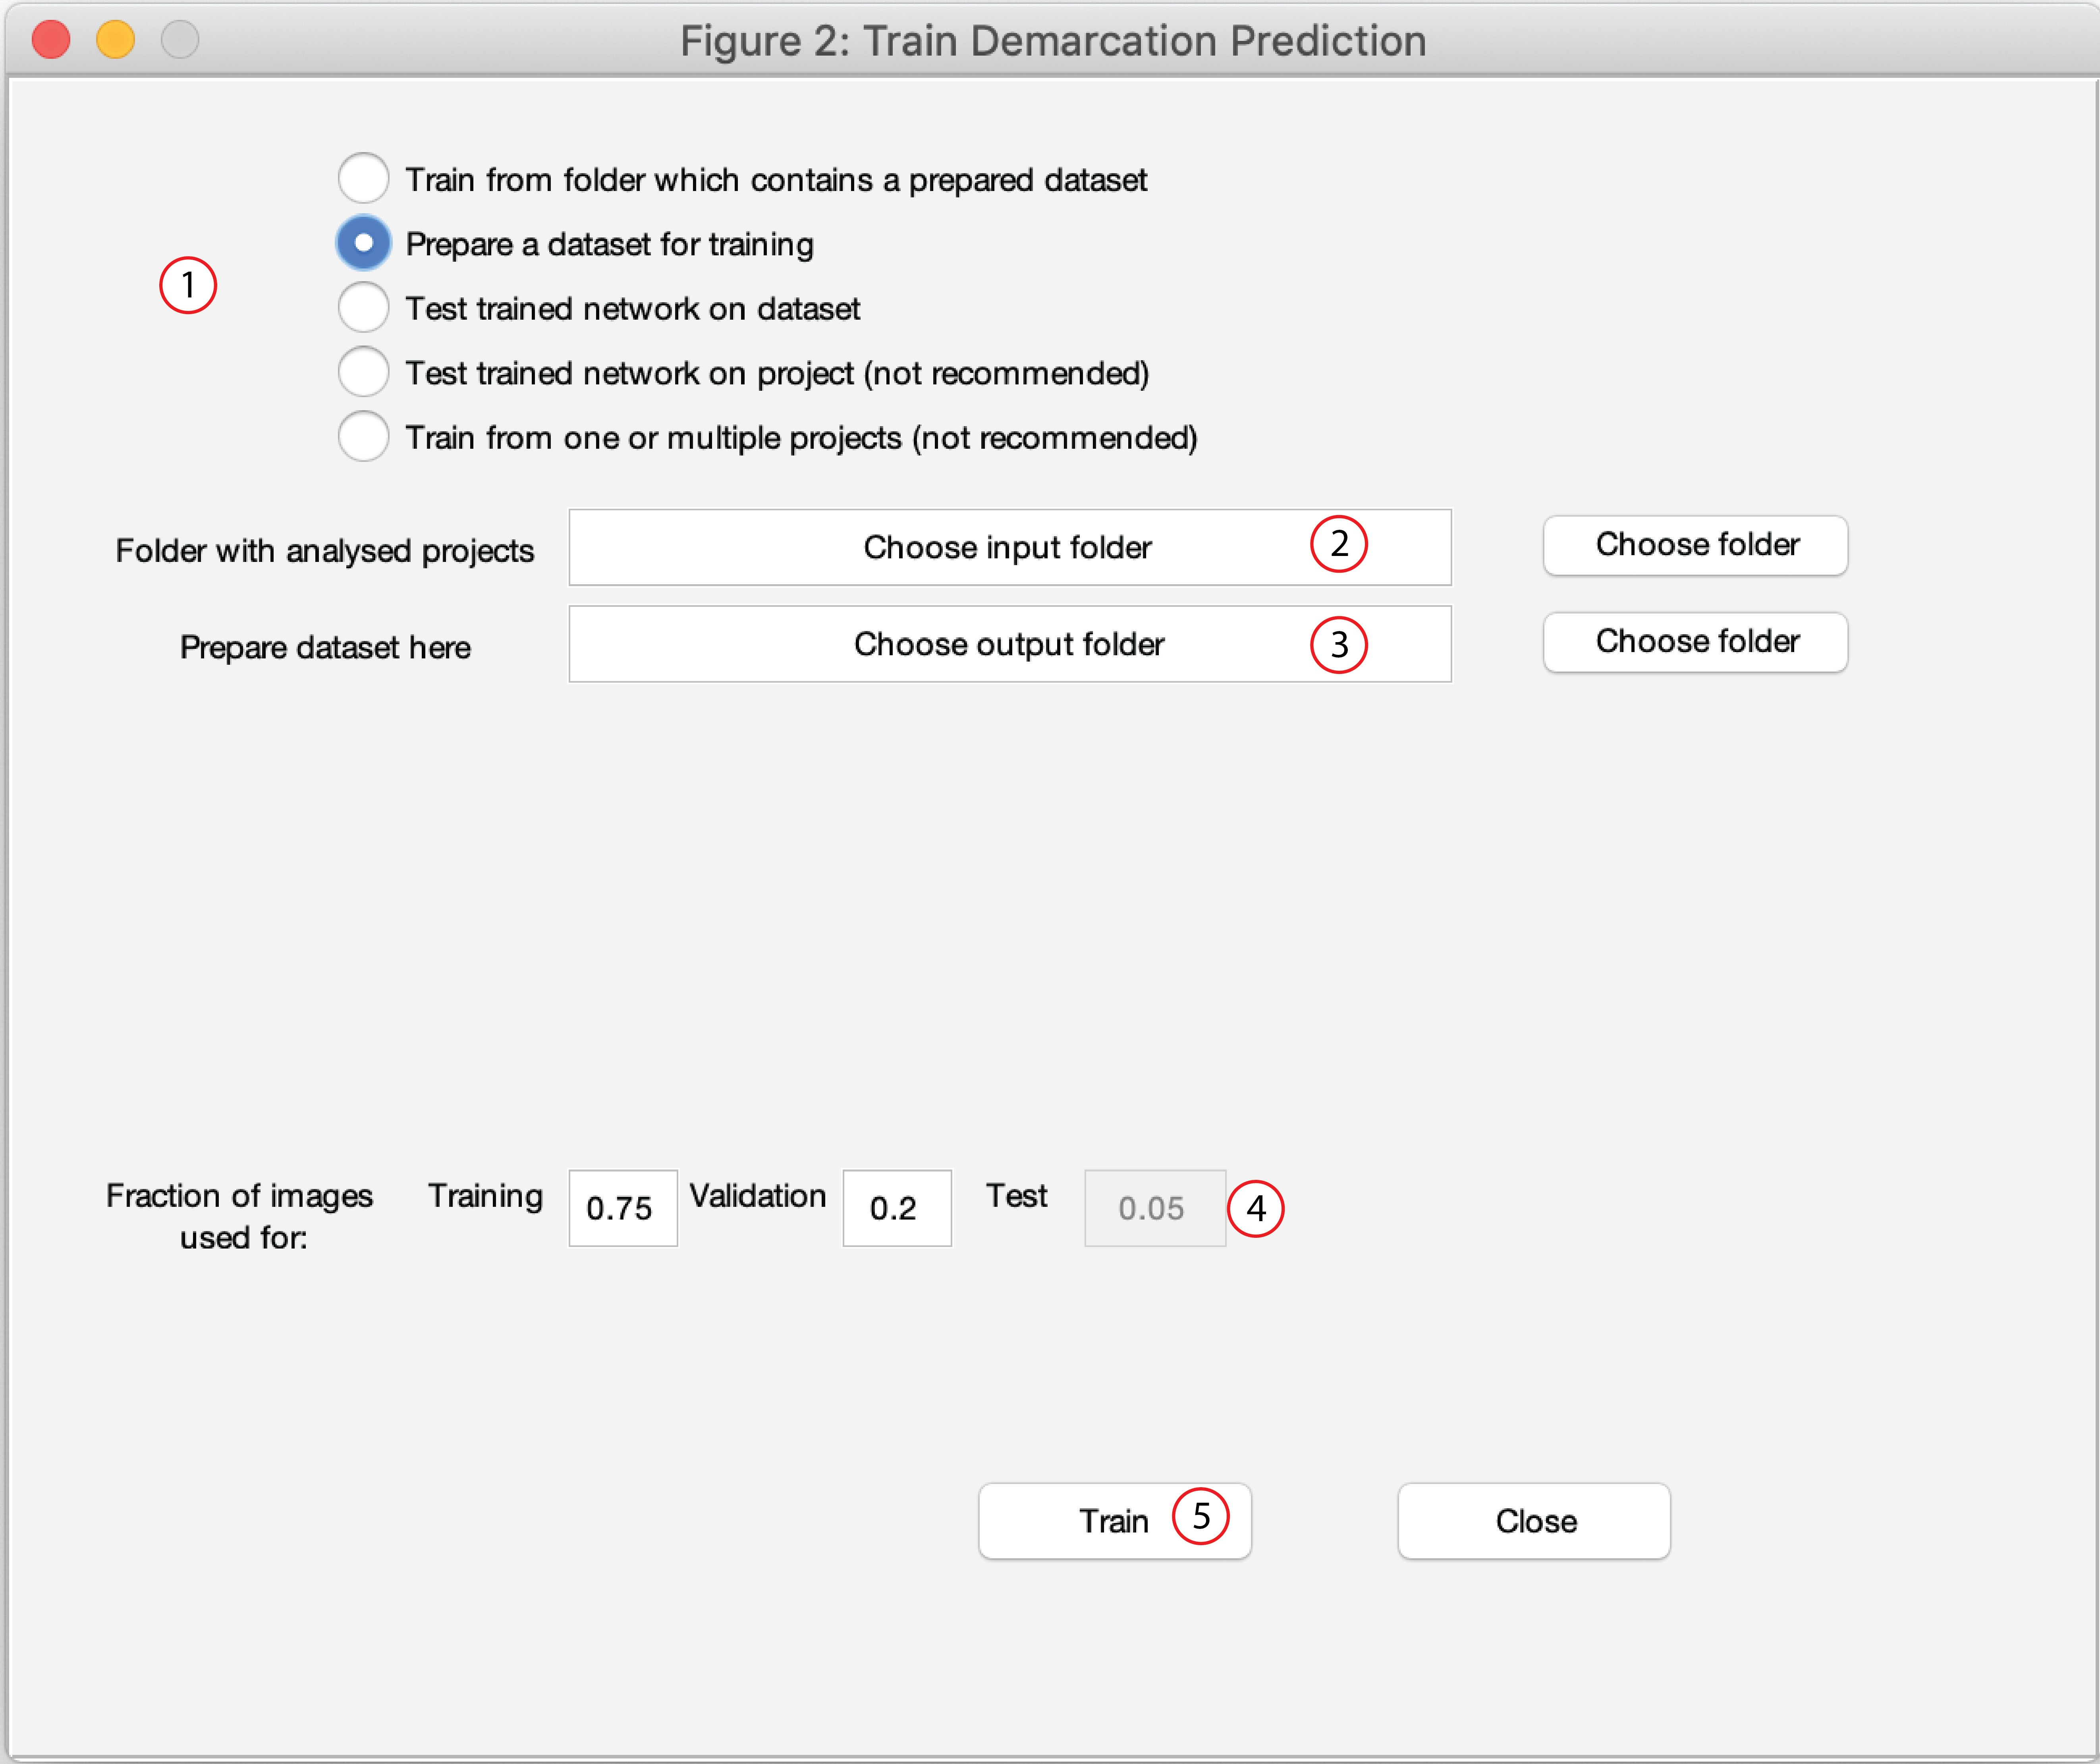 Figure 2: Train Demarcation Prediction
Train from folder which contains a prepared dataset
Prepare a dataset for training
1
Test trained network on dataset
Test trained network on project (not recommended)
Train from one or multiple projects (not recommended)
Folder with analysed projects Choose input folder 2 Choose folder
Prepare dataset here Choose output folder 3 Choose folder
Fraction of images Training 0.75 Validation 0.2 Test 0.05 4
used for:
Train 5 Close